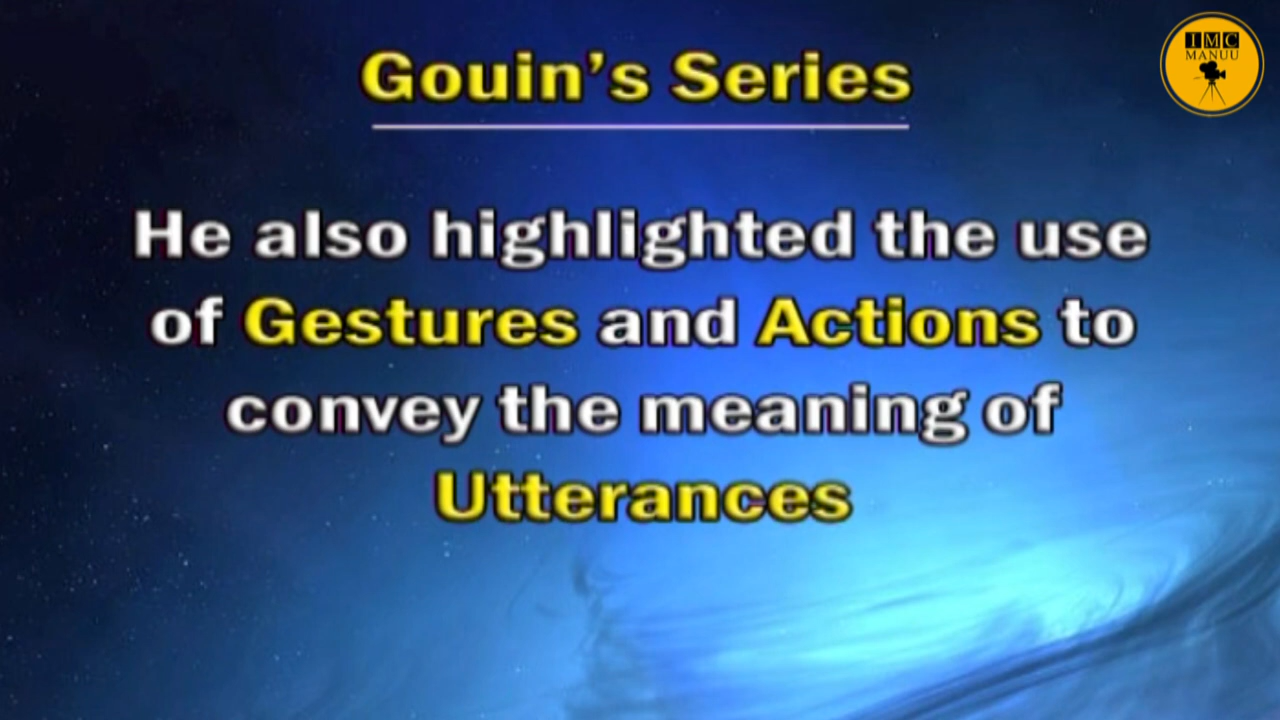 IMC
MANUU
Gouin's Series
He also highlighted the use
of Gestures and Actions to
convey the meaning of
Utterances